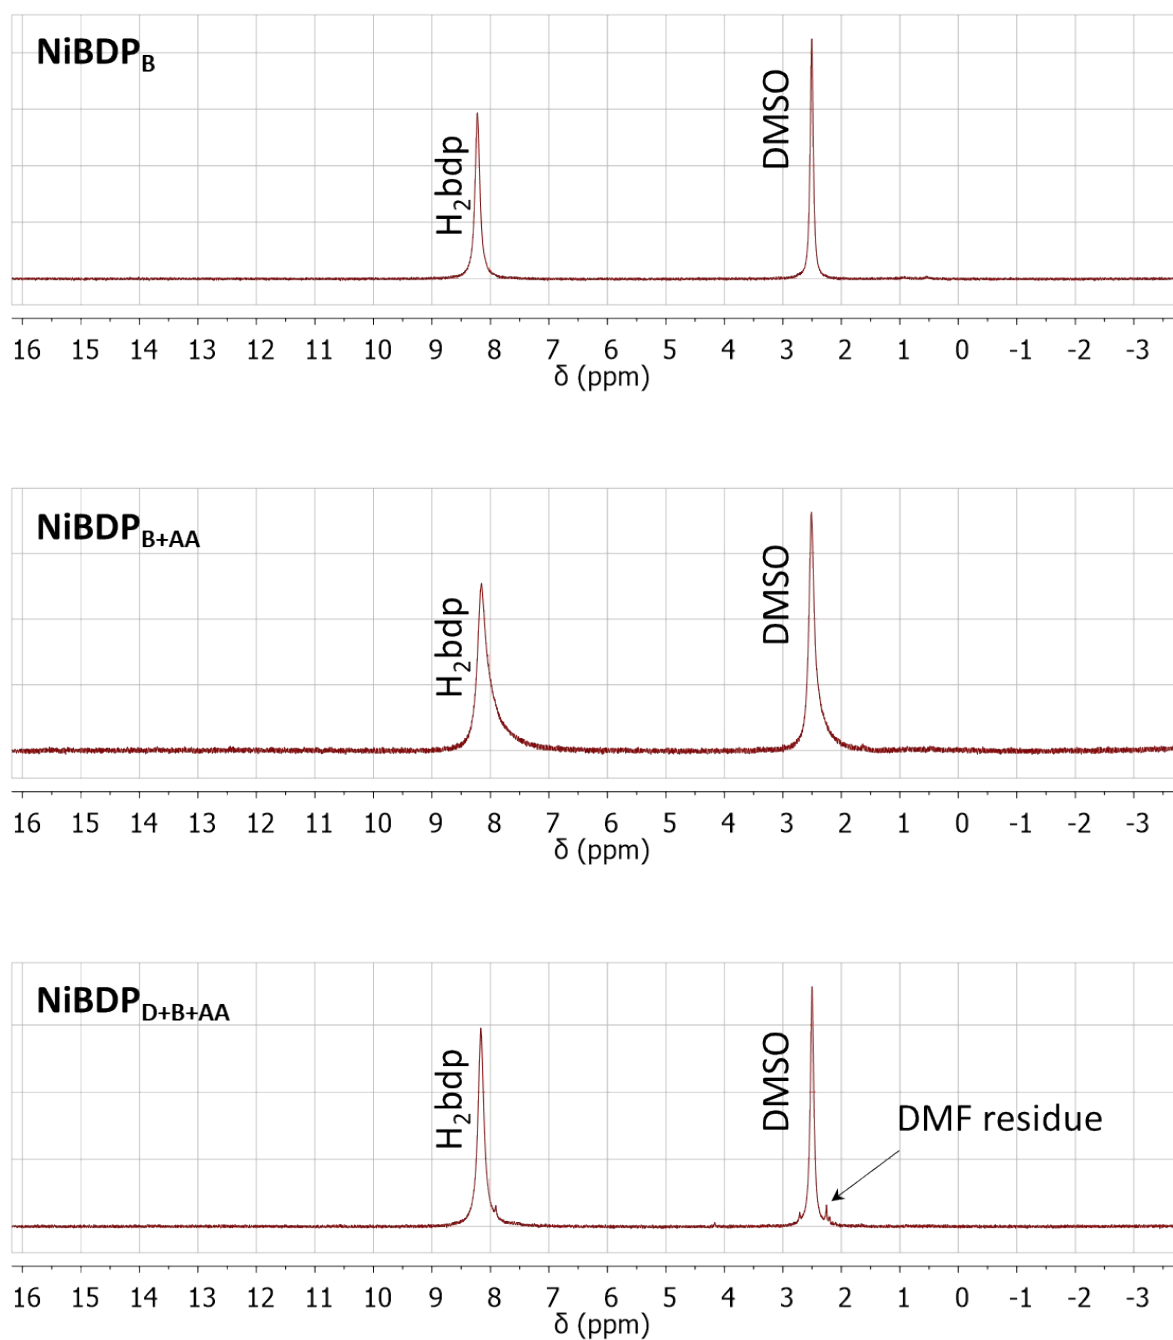 NiBDP_B
H₂bdp
DMSO
16 15 14 13 12 11 10 9 8 7 6 5 4 3 2 1 0 -1 -2 -3
δ (ppm)
NiBDP_B+AA
H₂bdp
DMSO
16 15 14 13 12 11 10 9 8 7 6 5 4 3 2 1 0 -1 -2 -3
δ (ppm)
NiBDP_D+B+AA
H₂bdp
DMSO
DMF residue
16 15 14 13 12 11 10 9 8 7 6 5 4 3 2 1 0 -1 -2 -3
δ (ppm)